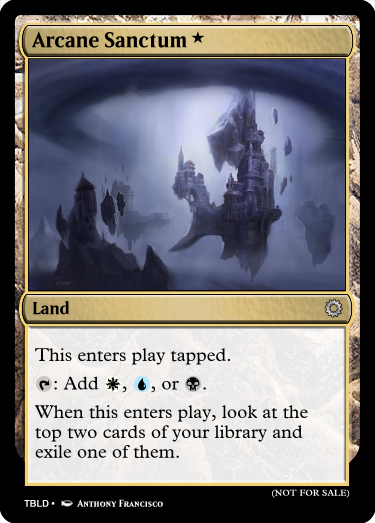 Arcane Sanctum ★
Land
This enters play tapped.
: Add , , or .
When this enters play, look at the
top two cards of your library and
exile one of them.
(NOT FOR SALE)
TBLD • Anthony Francisco